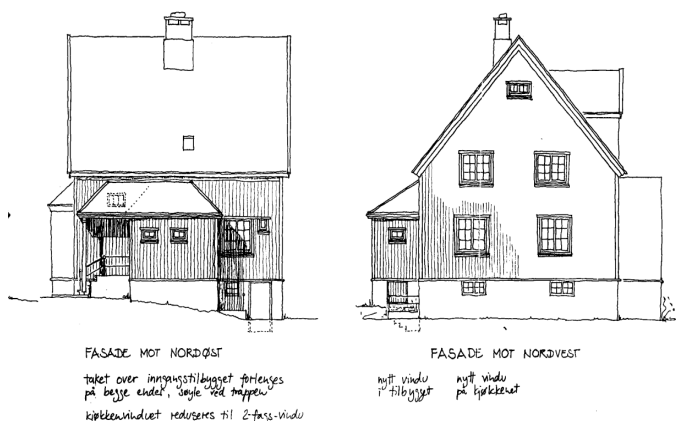 FASADE MOT NORDØST
taket over inngangstilbygget forlenges
på begge ender, søyle ved trappen
kjøkkenvinduet reduseres til 2-fags-vindu
FASADE MOT NORDVEST
nytt vindu
i tilbygget
nytt vindu
på kjøkkenet